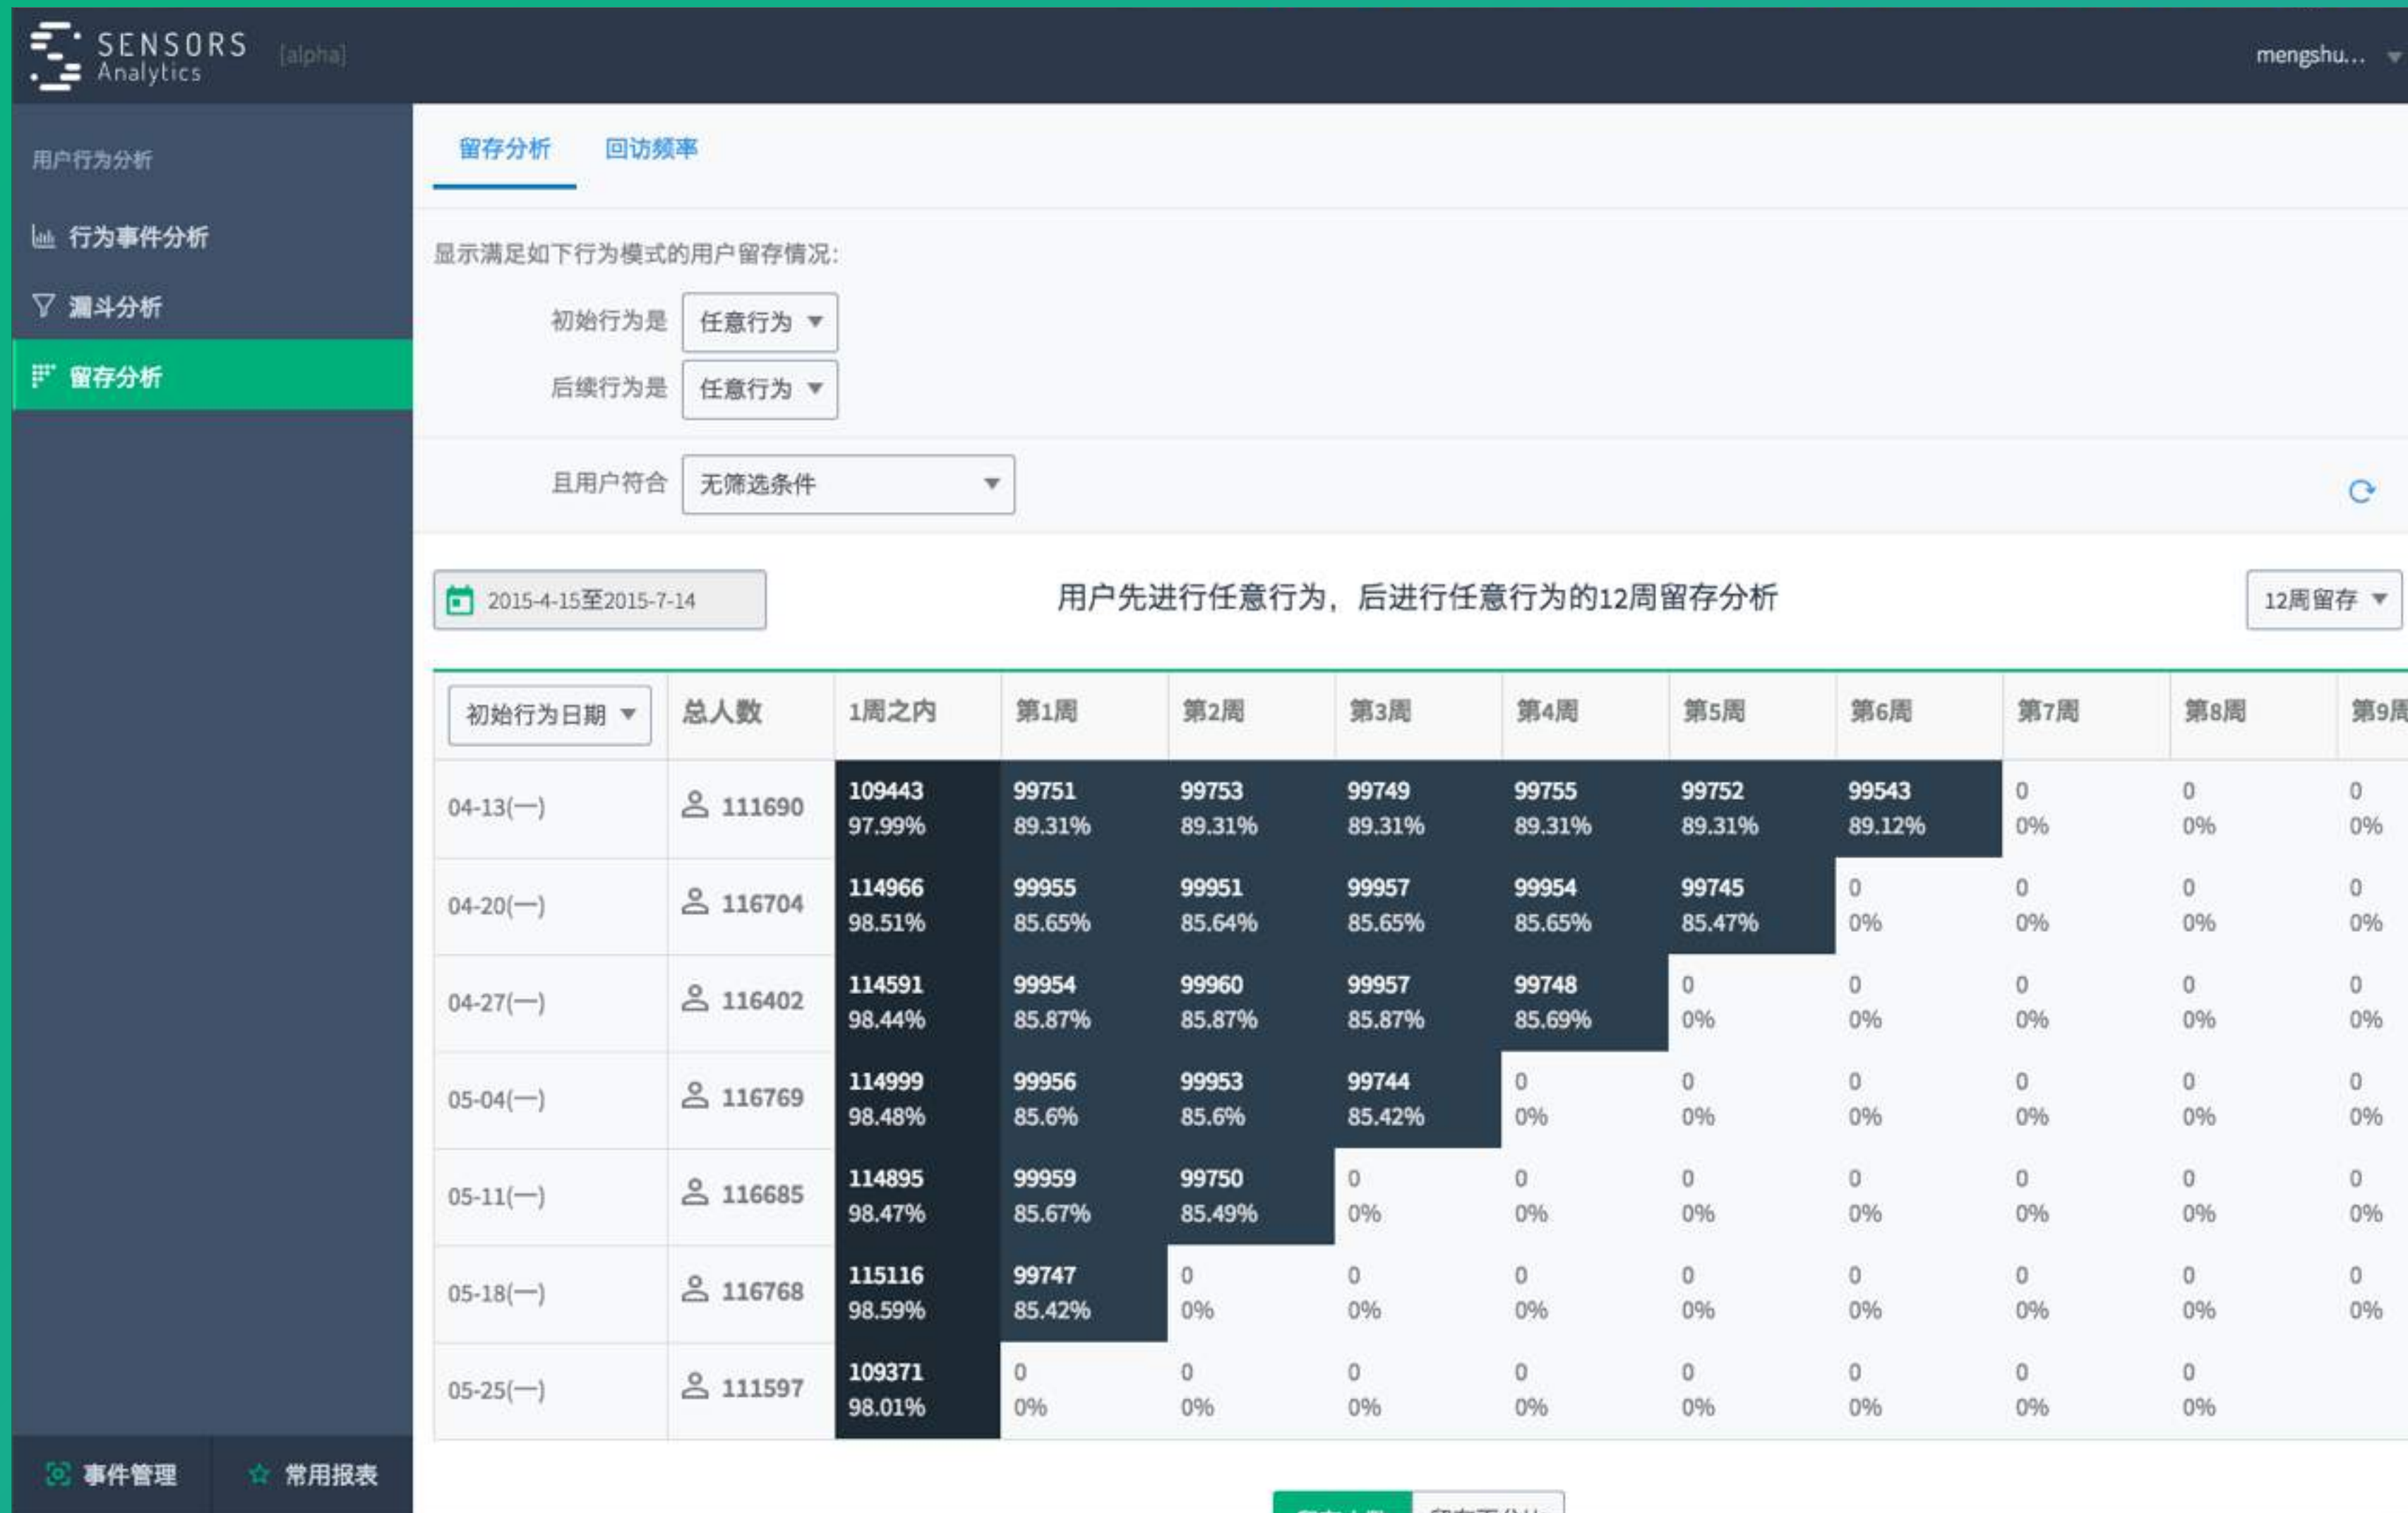 SENSORS
Analytics
[alpha]
mengshu...
用户行为分析
行为事件分析
漏斗分析
留存分析
事件管理
常用报表
留存分析 回访频率
显示满足如下行为模式的用户留存情况:
初始行为是 任意行为
后续行为是 任意行为
且用户符合 无筛选条件
2015-4-15至2015-7-14
用户先进行任意行为，后进行任意行为的12周留存分析
12周留存
初始行为日期 总人数 1周之内 第1周 第2周 第3周 第4周 第5周 第6周 第7周 第8周 第9周
04-13(一) 111690 109443 99751 99753 99749 99755 99752 99543 0 0 0
97.99% 89.31% 89.31% 89.31% 89.31% 89.31% 89.12% 0% 0% 0%
04-20(一) 116704 114966 99955 99951 99957 99954 99745 0 0 0 0
98.51% 85.65% 85.64% 85.65% 85.65% 85.47% 0% 0% 0% 0%
04-27(一) 116402 114591 99954 99960 99957 99748 0 0 0 0 0
98.44% 85.87% 85.87% 85.87% 85.69% 0% 0% 0% 0% 0%
05-04(一) 116769 114999 99956 99953 99744 0 0 0 0 0 0
98.48% 85.6% 85.6% 85.42% 0% 0% 0% 0% 0% 0%
05-11(一) 116685 114895 99959 99750 0 0 0 0 0 0 0
98.47% 85.67% 85.49% 0% 0% 0% 0% 0% 0% 0%
05-18(一) 116768 115116 99747 0 0 0 0 0 0 0 0
98.59% 85.42% 0% 0% 0% 0% 0% 0% 0% 0%
05-25(一) 111597 109371 0 0 0 0 0 0 0 0
98.01% 0% 0% 0% 0% 0% 0% 0% 0%